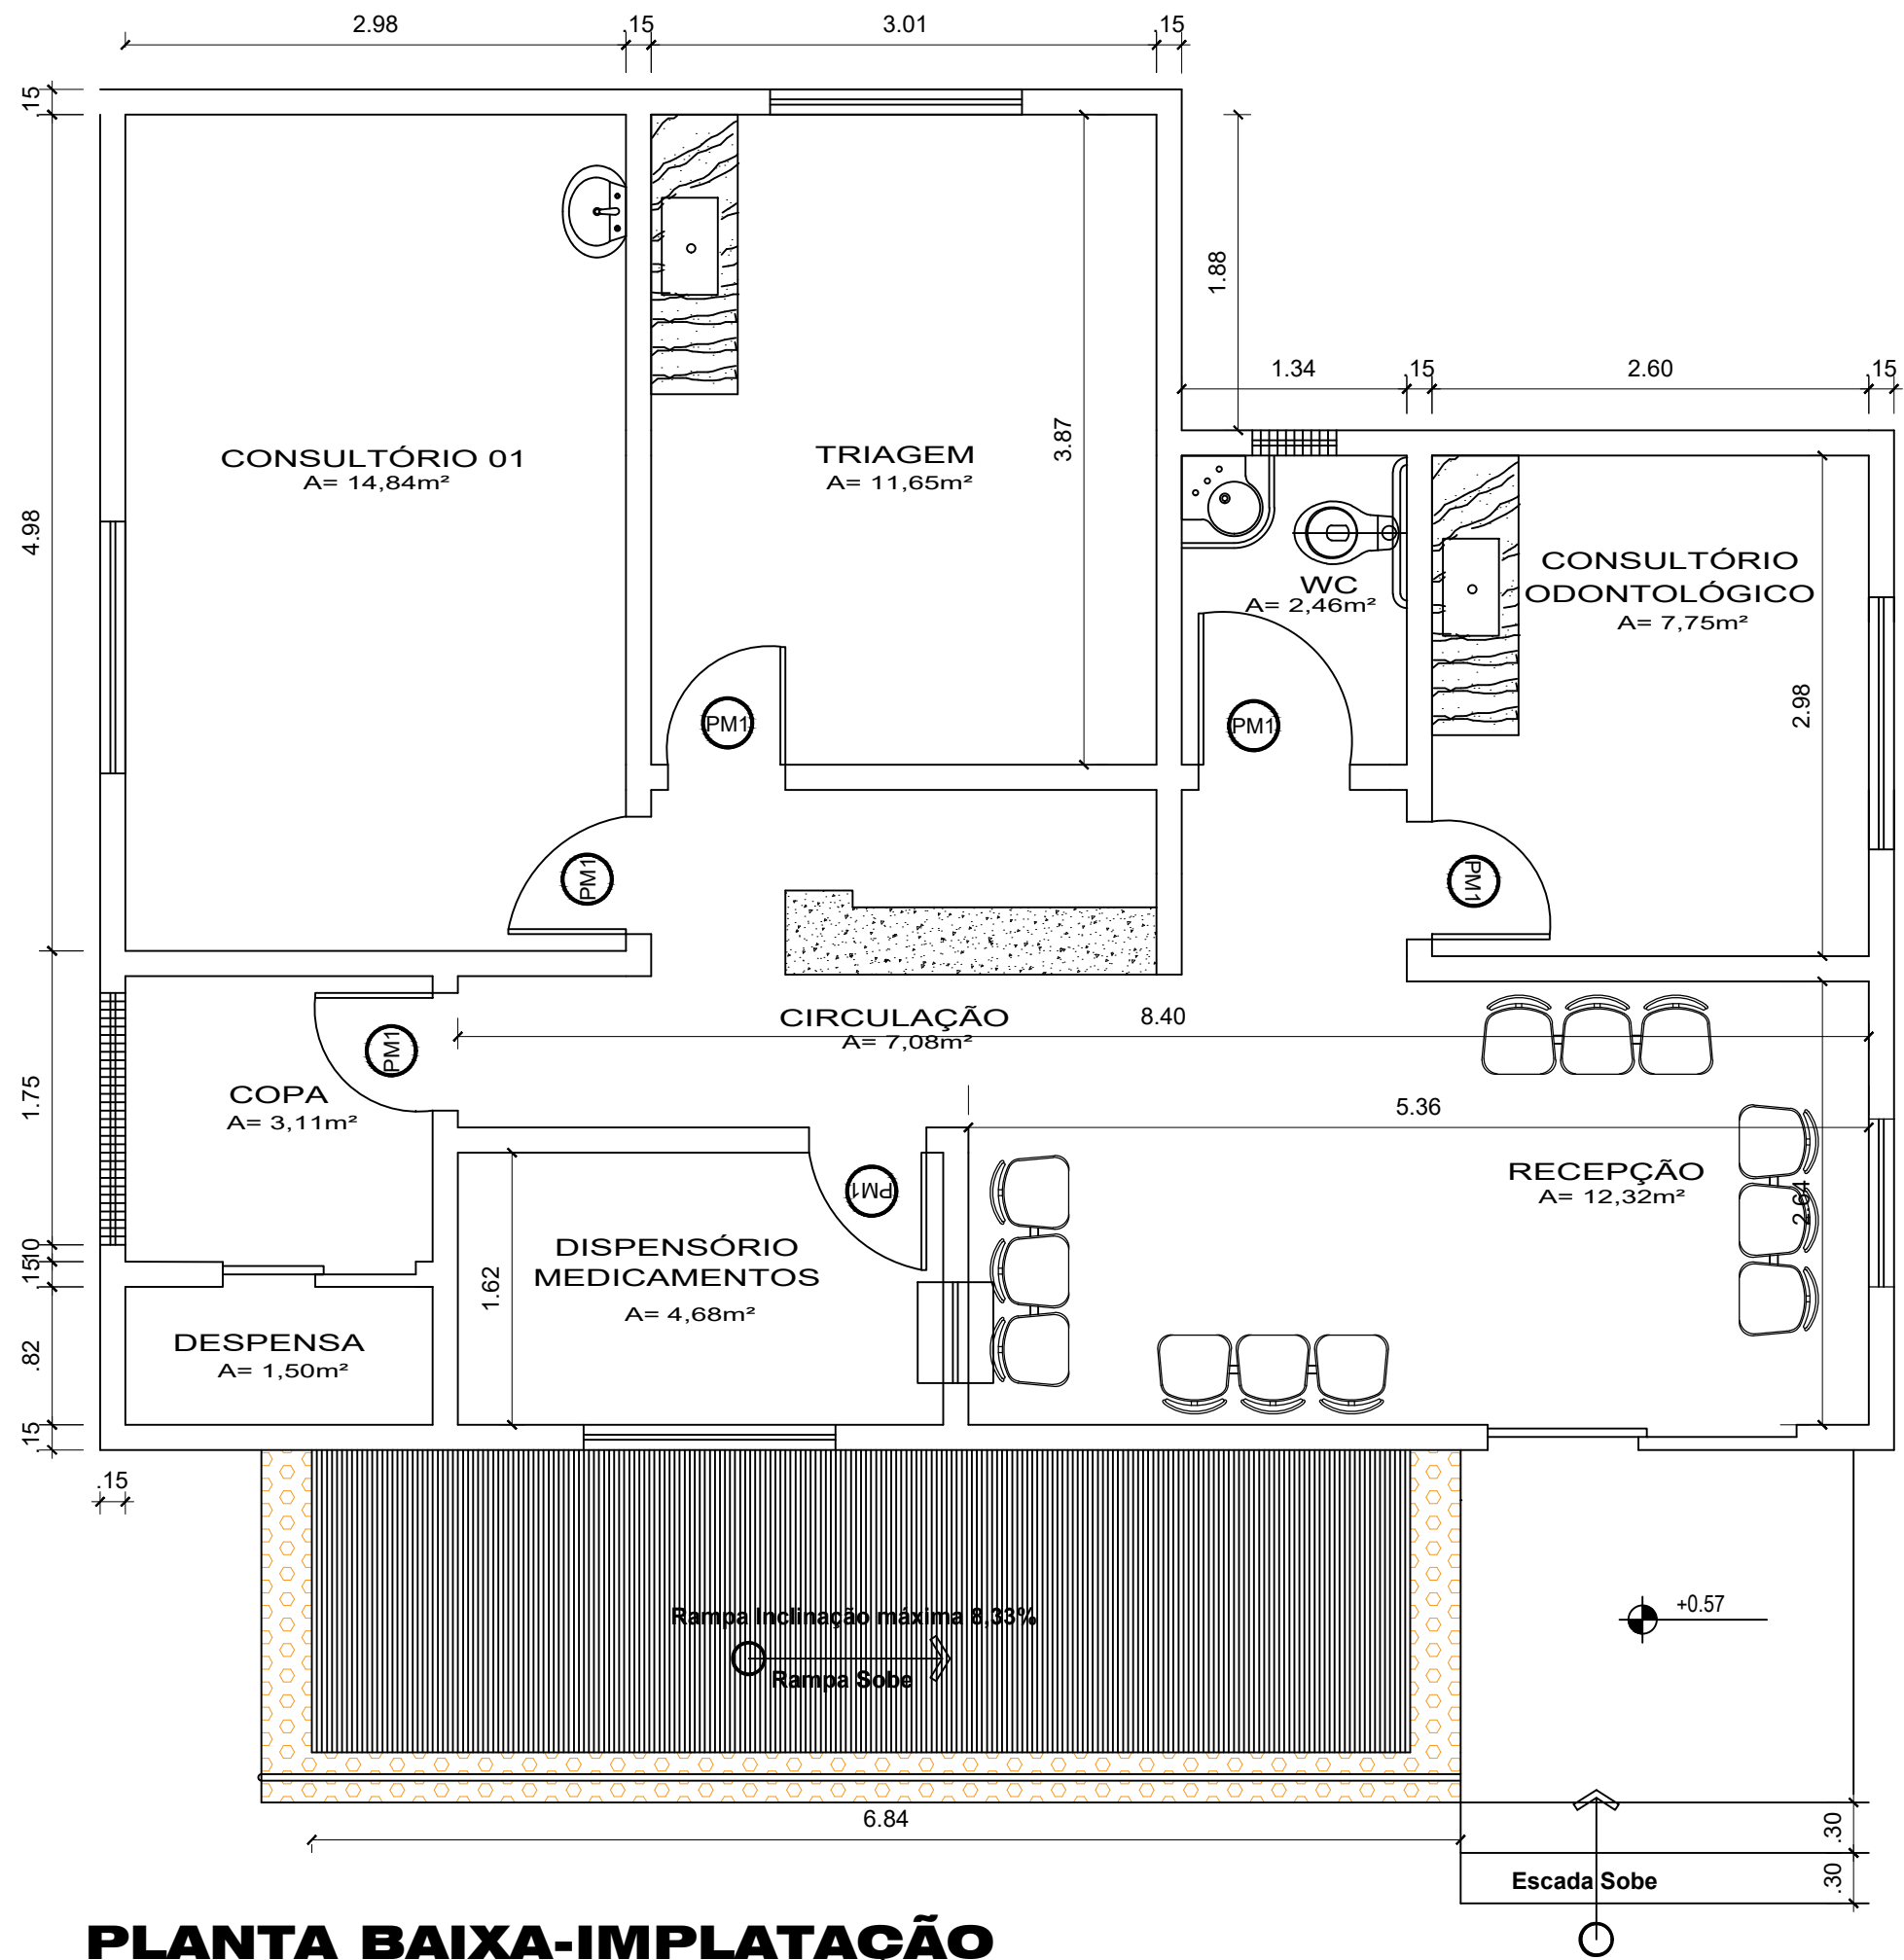 2.98
.15
3.01
.15
.15
1.88
1.34
.15
2.60
.15
3.87
CONSULTÓRIO 01
A= 14,84m²
TRIAGEM
A= 11,65m²
4.98
WC
A= 2,46m²
CONSULTÓRIO
ODONTOLÓGICO
A= 7,75m²
2.98
PM1
PM1
PM1
PM1
CIRCULAÇÃO
A= 7,08m²
8.40
PM1
COPA
A= 3,11m²
1.75
5.36
RECEPÇÃO
A= 12,32m²
2.64
PM1
DISPENSÓRIO
MEDICAMENTOS
A= 4,68m²
1.62
.10
.15
DESPENSA
A= 1,50m²
.82
.15
.15
Rampa Inclinação máxima 8,33%
Rampa Sobe
+0.57
6.84
.30
.30
Escada Sobe
PLANTA BAIXA-IMPLATAÇÃO